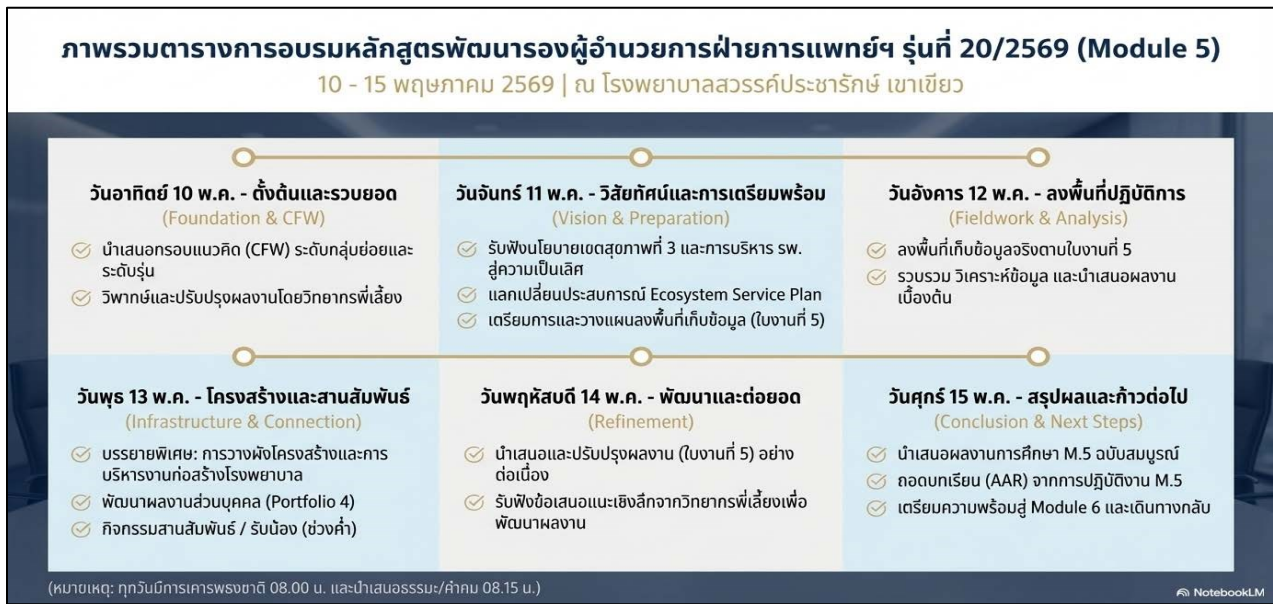 ภาพรวมตารางการอบรมหลักสูตรพัฒนารองผู้อำนวยการฝ่ายการแพทย์ฯ รุ่นที่ 20/2569 (Module 5)
10 - 15 พฤษภาคม 2569 | ณ โรงพยาบาลสวรรค์ประชารักษ์ เขาเขียว
วันอาทิตย์ 10 พ.ค. - ตั้งต้นและรวบยอด
(Foundation & CFW)
นำเสนอกรอบแนวคิด (CFW) ระดับกลุ่มย่อยและ
ระดับรุ่น
วิพากษ์และปรับปรุงผลงานโดยวิทยากรพี่เลี้ยง
วันจันทร์ 11 พ.ค. - วิสัยทัศน์และการเตรียมพร้อม
(Vision & Preparation)
รับฟังนโยบายเขตสุขภาพที่ 3 และการบริหาร รพ.
สู่ความเป็นเลิศ
แลกเปลี่ยนประสบการณ์ Ecosystem Service Plan
เตรียมการและวางแผนลงพื้นที่เก็บข้อมูล (ใบงานที่ 5)
วันอังคาร 12 พ.ค. - ลงพื้นที่ปฏิบัติการ
(Fieldwork & Analysis)
ลงพื้นที่เก็บข้อมูลจริงตามใบงานที่ 5
รวบรวม วิเคราะห์ข้อมูล และนำเสนอผลงาน
เบื้องต้น
วันพุธ 13 พ.ค. - โครงสร้างและสานสัมพันธ์
(Infrastructure & Connection)
บรรยายพิเศษ: การวางผังโครงสร้างและการ
บริหารงานก่อสร้างโรงพยาบาล
พัฒนาผลงานส่วนบุคคล (Portfolio 4)
กิจกรรมสานสัมพันธ์ / รับน้อง (ช่วงค่ำ)
วันพฤหัสบดี 14 พ.ค. - พัฒนาและต่อยอด
(Refinement)
นำเสนอและปรับปรุงผลงาน (ใบงานที่ 5) อย่าง
ต่อเนื่อง
รับฟังข้อเสนอแนะเชิงลึกจากวิทยากรพี่เลี้ยงเพื่อ
พัฒนาผลงาน
วันศุกร์ 15 พ.ค. - สรุปผลและก้าวต่อไป
(Conclusion & Next Steps)
นำเสนอผลงานการศึกษา M.5 ฉบับสมบูรณ์
ถอดบทเรียน (AAR) จากการปฏิบัติงาน M.5
เตรียมความพร้อมสู่ Module 6 และเดินทางกลับ
(หมายเหตุ: ทุกวันมีการเคารพธงชาติ 08.00 น. และนำเสนอธรรมะ/คำคม 08.15 น.)
NotebookLM